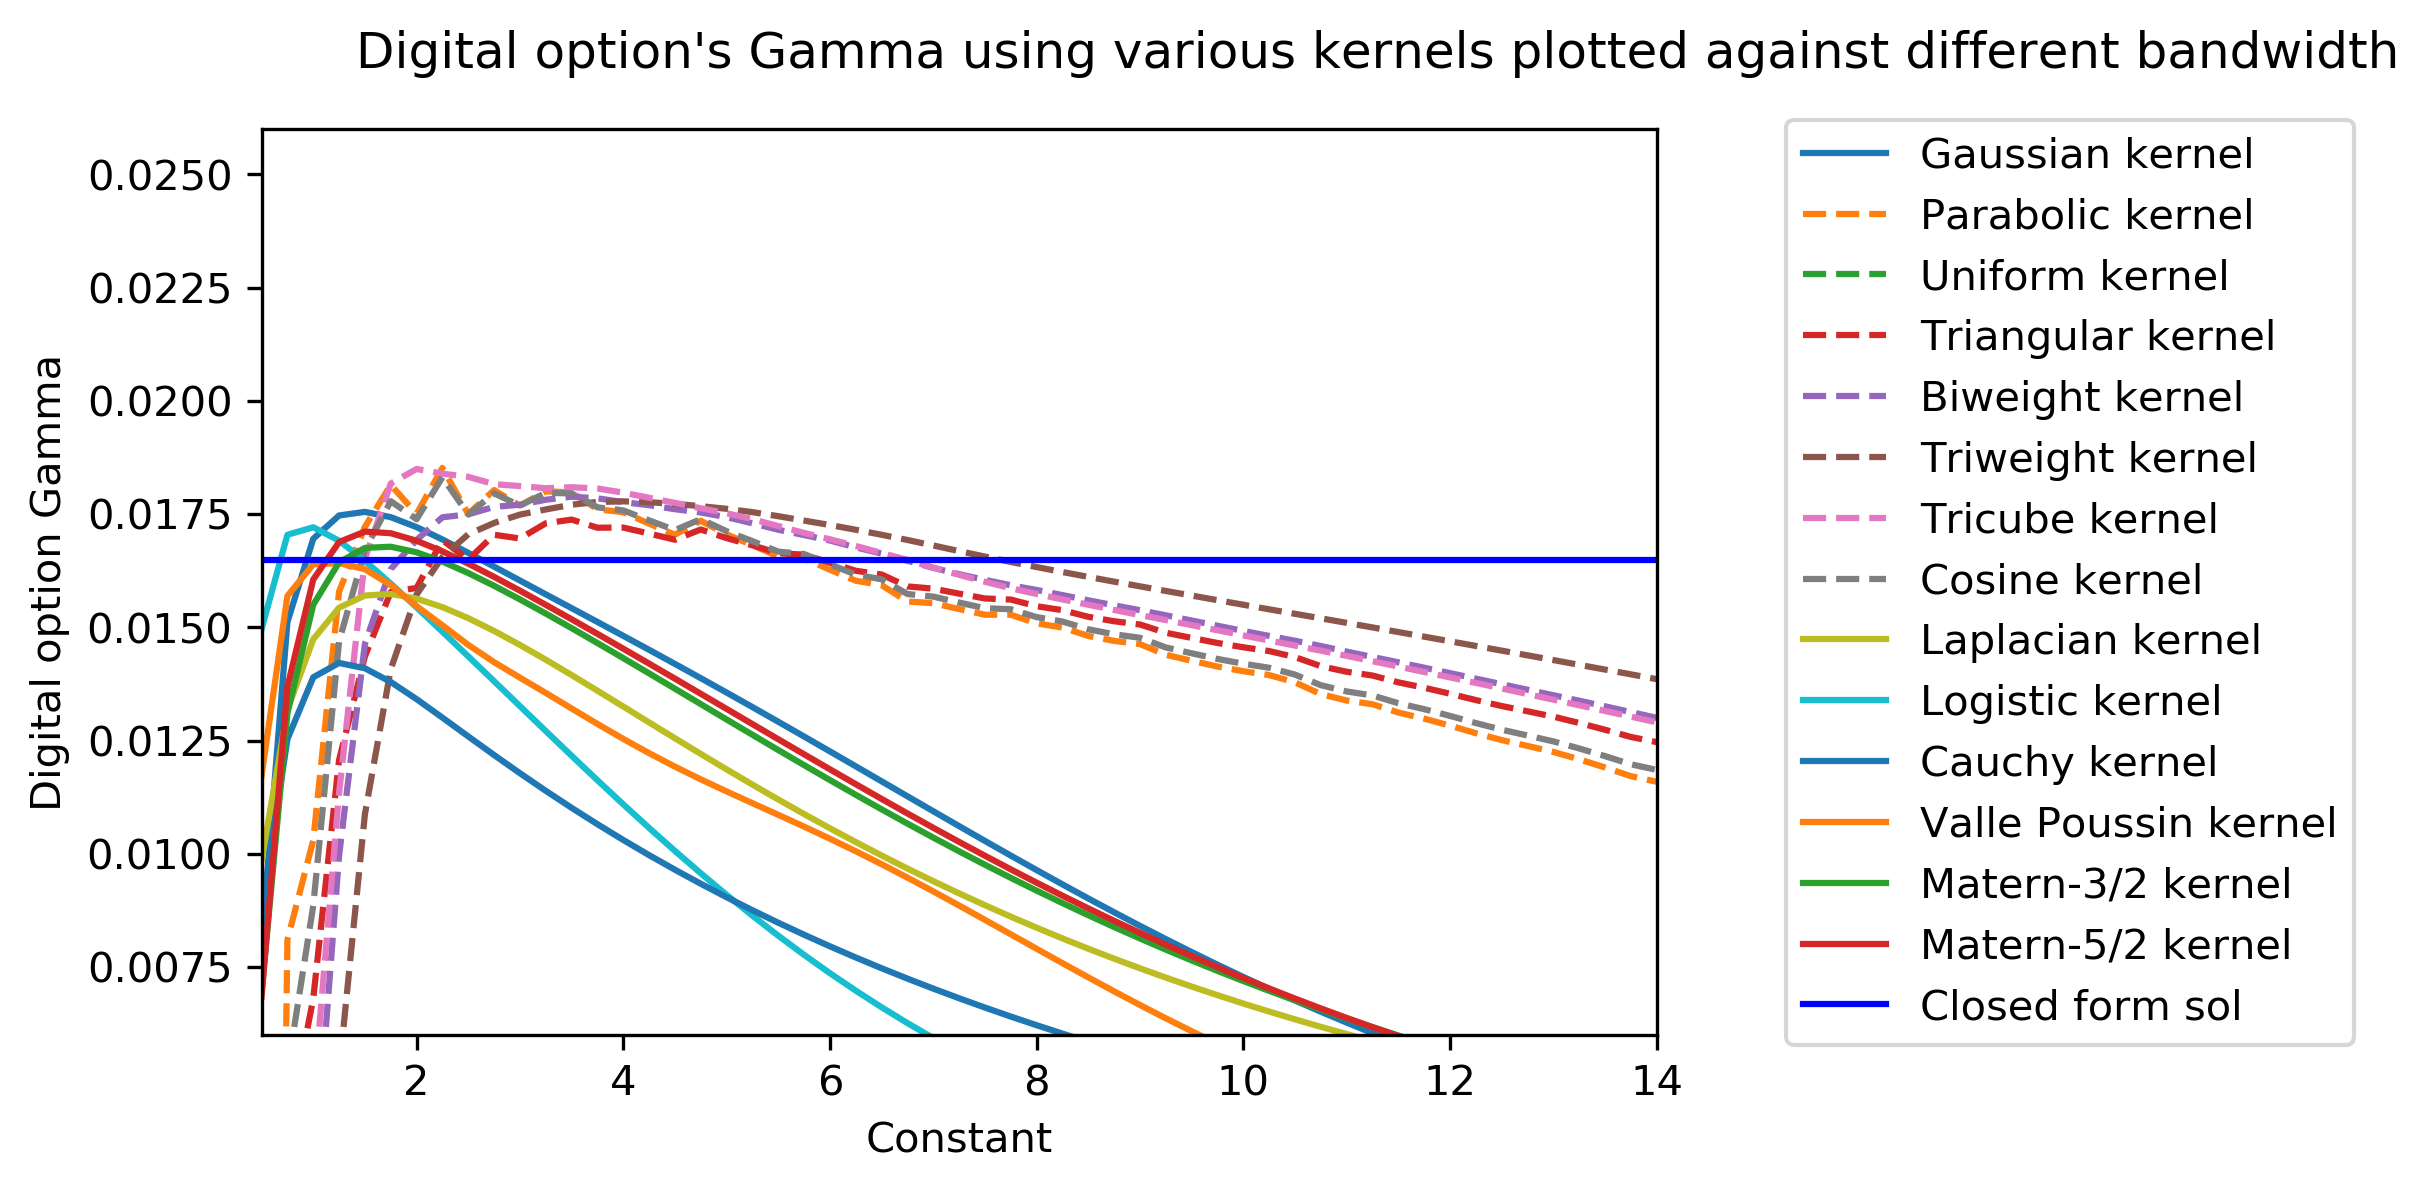 Digital option's Gamma using various kernels plotted against different bandwidth
Digital option Gamma
0.0250
0.0225
0.0200
0.0175
0.0150
0.0125
0.0100
0.0075
2 4 6 8 10 12 14
Constant
Gaussian kernel
Parabolic kernel
Uniform kernel
Triangular kernel
Biweight kernel
Triweight kernel
Tricube kernel
Cosine kernel
Laplacian kernel
Logistic kernel
Cauchy kernel
Valle Poussin kernel
Matern-3/2 kernel
Matern-5/2 kernel
Closed form sol